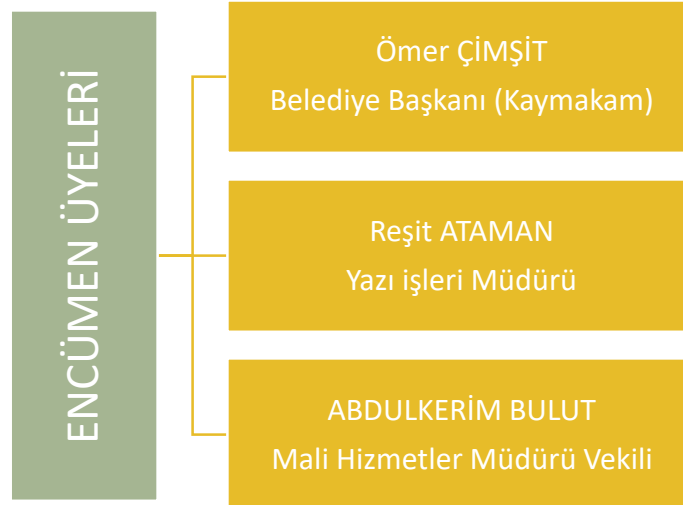 ENCÜMEN ÜYELERİ
Ömer ÇİMŞİT
Belediye Başkanı (Kaymakam)
Reşit ATAMAN
Yazı işleri Müdürü
ABDULKERİM BULUT
Mali Hizmetler Müdürü Vekili